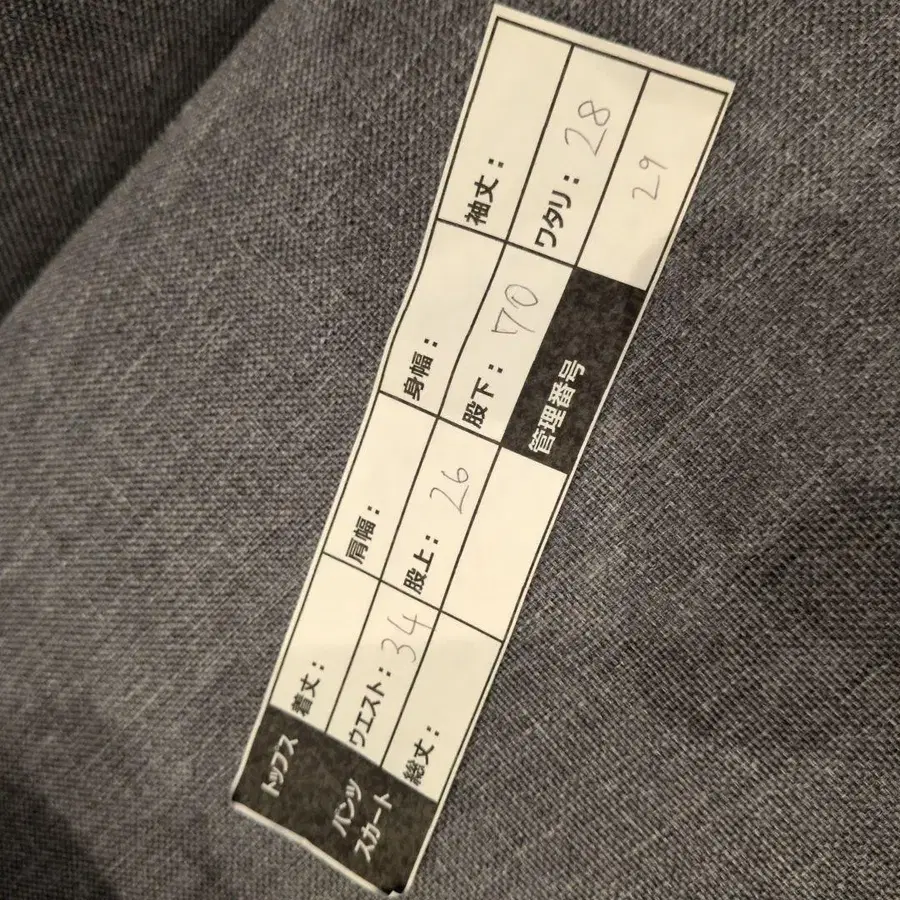 トップス 着丈： 肩幅： 身幅： 袖丈：
パンツ ウエスト：34 股上：26 股下：70 ワタリ：28
スカート 総丈： 管理番号 29